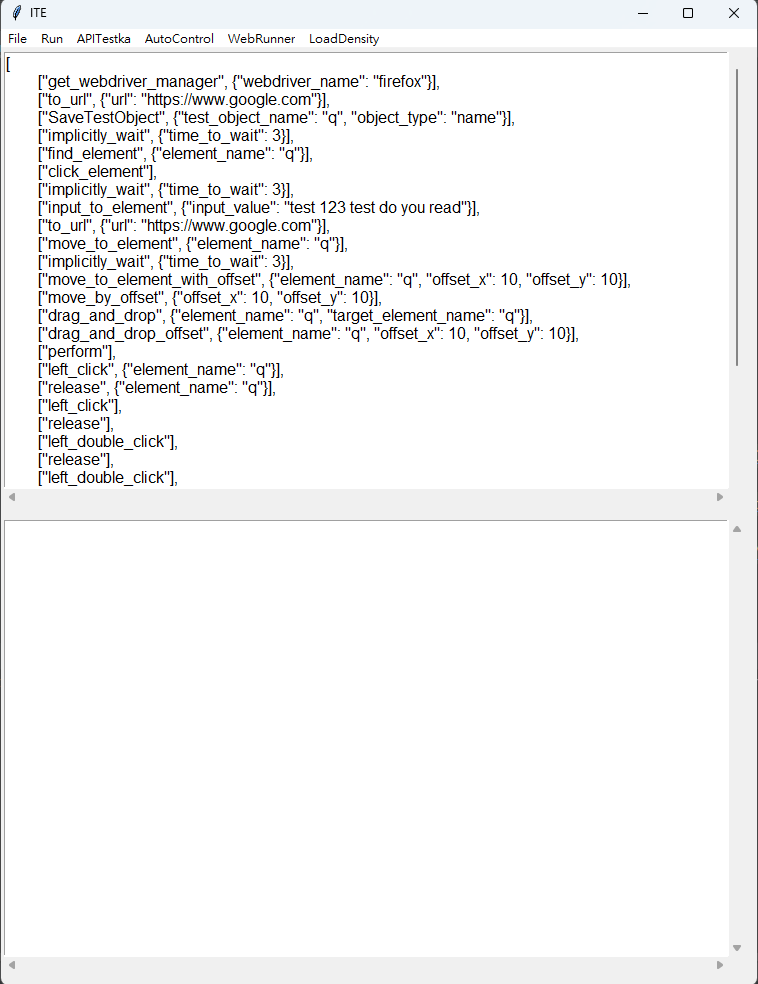 ITE
File Run APITestka AutoControl WebRunner LoadDensity
[
["get_webdriver_manager", {"webdriver_name": "firefox"}],
["to_url", {"url": "https://www.google.com"}],
["SaveTestObject", {"test_object_name": "q", "object_type": "name"}],
["implicitly_wait", {"time_to_wait": 3}],
["find_element", {"element_name": "q"}],
["click_element"],
["implicitly_wait", {"time_to_wait": 3}],
["input_to_element", {"input_value": "test 123 test do you read"}],
["to_url", {"url": "https://www.google.com"}],
["move_to_element", {"element_name": "q"}],
["implicitly_wait", {"time_to_wait": 3}],
["move_to_element_with_offset", {"element_name": "q", "offset_x": 10, "offset_y": 10}],
["move_by_offset", {"offset_x": 10, "offset_y": 10}],
["drag_and_drop", {"element_name": "q", "target_element_name": "q"}],
["drag_and_drop_offset", {"element_name": "q", "offset_x": 10, "offset_y": 10}],
["perform"],
["left_click", {"element_name": "q"}],
["release", {"element_name": "q"}],
["left_click"],
["release"],
["left_double_click"],
["release"],
["left_double_click"],